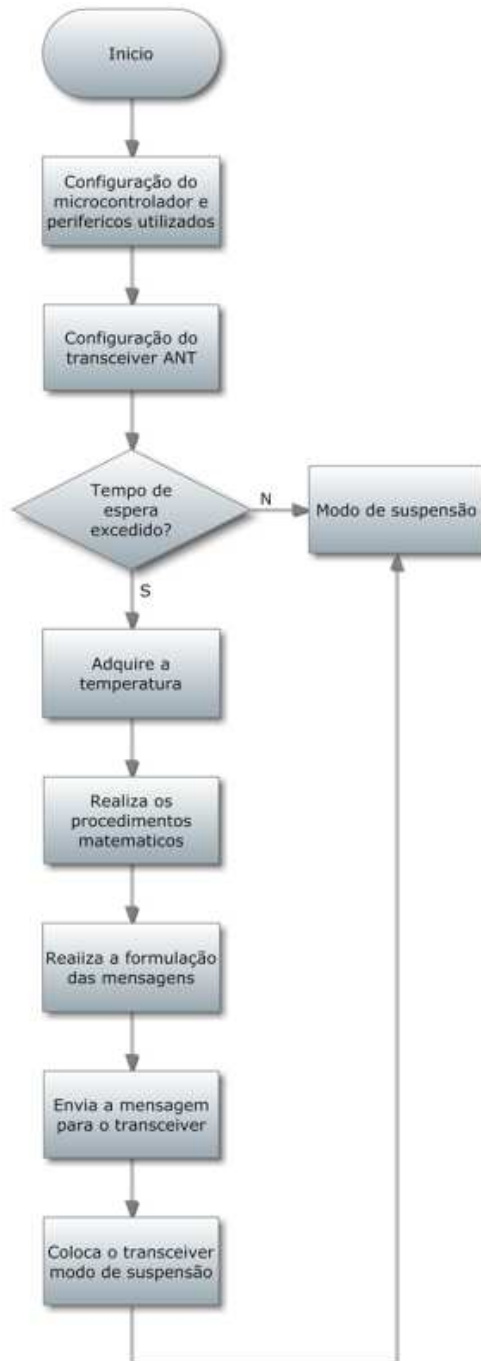 Inicio
Configuração do
microcontrolador e
perifericos utilizados
Configuração do
transceiver ANT
Tempo de
espera
excedido?
N
Modo de suspensão
S
Adquire a
temperatura
Realiza os
procedimentos
matematicos
Reaiiza a formulação
das mensagens
Envia a mensagem
para o transceiver
Coloca o transceiver
modo de suspensão